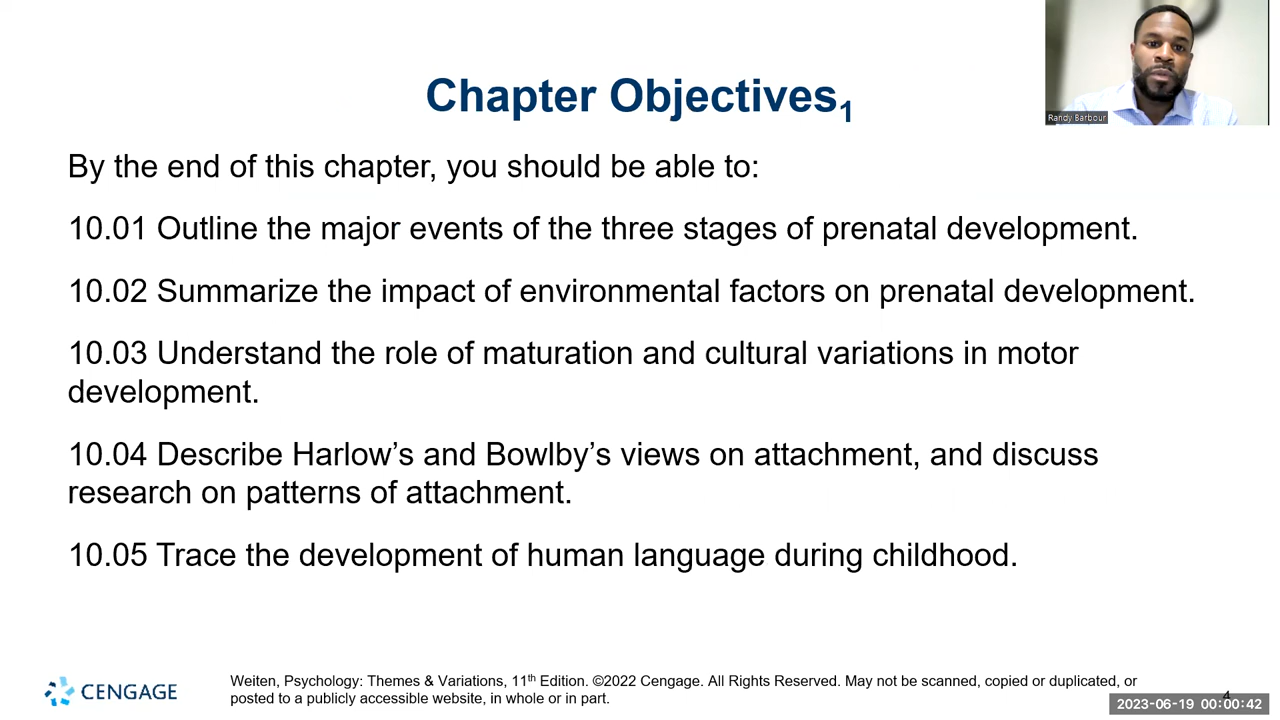 Randy Barbour
Chapter Objectives1
By the end of this chapter, you should be able to:
10.01 Outline the major events of the three stages of prenatal development.
10.02 Summarize the impact of environmental factors on prenatal development.
10.03 Understand the role of maturation and cultural variations in motor
development.
10.04 Describe Harlow’s and Bowlby’s views on attachment, and discuss
research on patterns of attachment.
10.05 Trace the development of human language during childhood.
CENGAGE
Weiten, Psychology: Themes & Variations, 11th Edition. ©2022 Cengage. All Rights Reserved. May not be scanned, copied or duplicated, or
posted to a publicly accessible website, in whole or in part.
4
2023-06-19 00:00:42